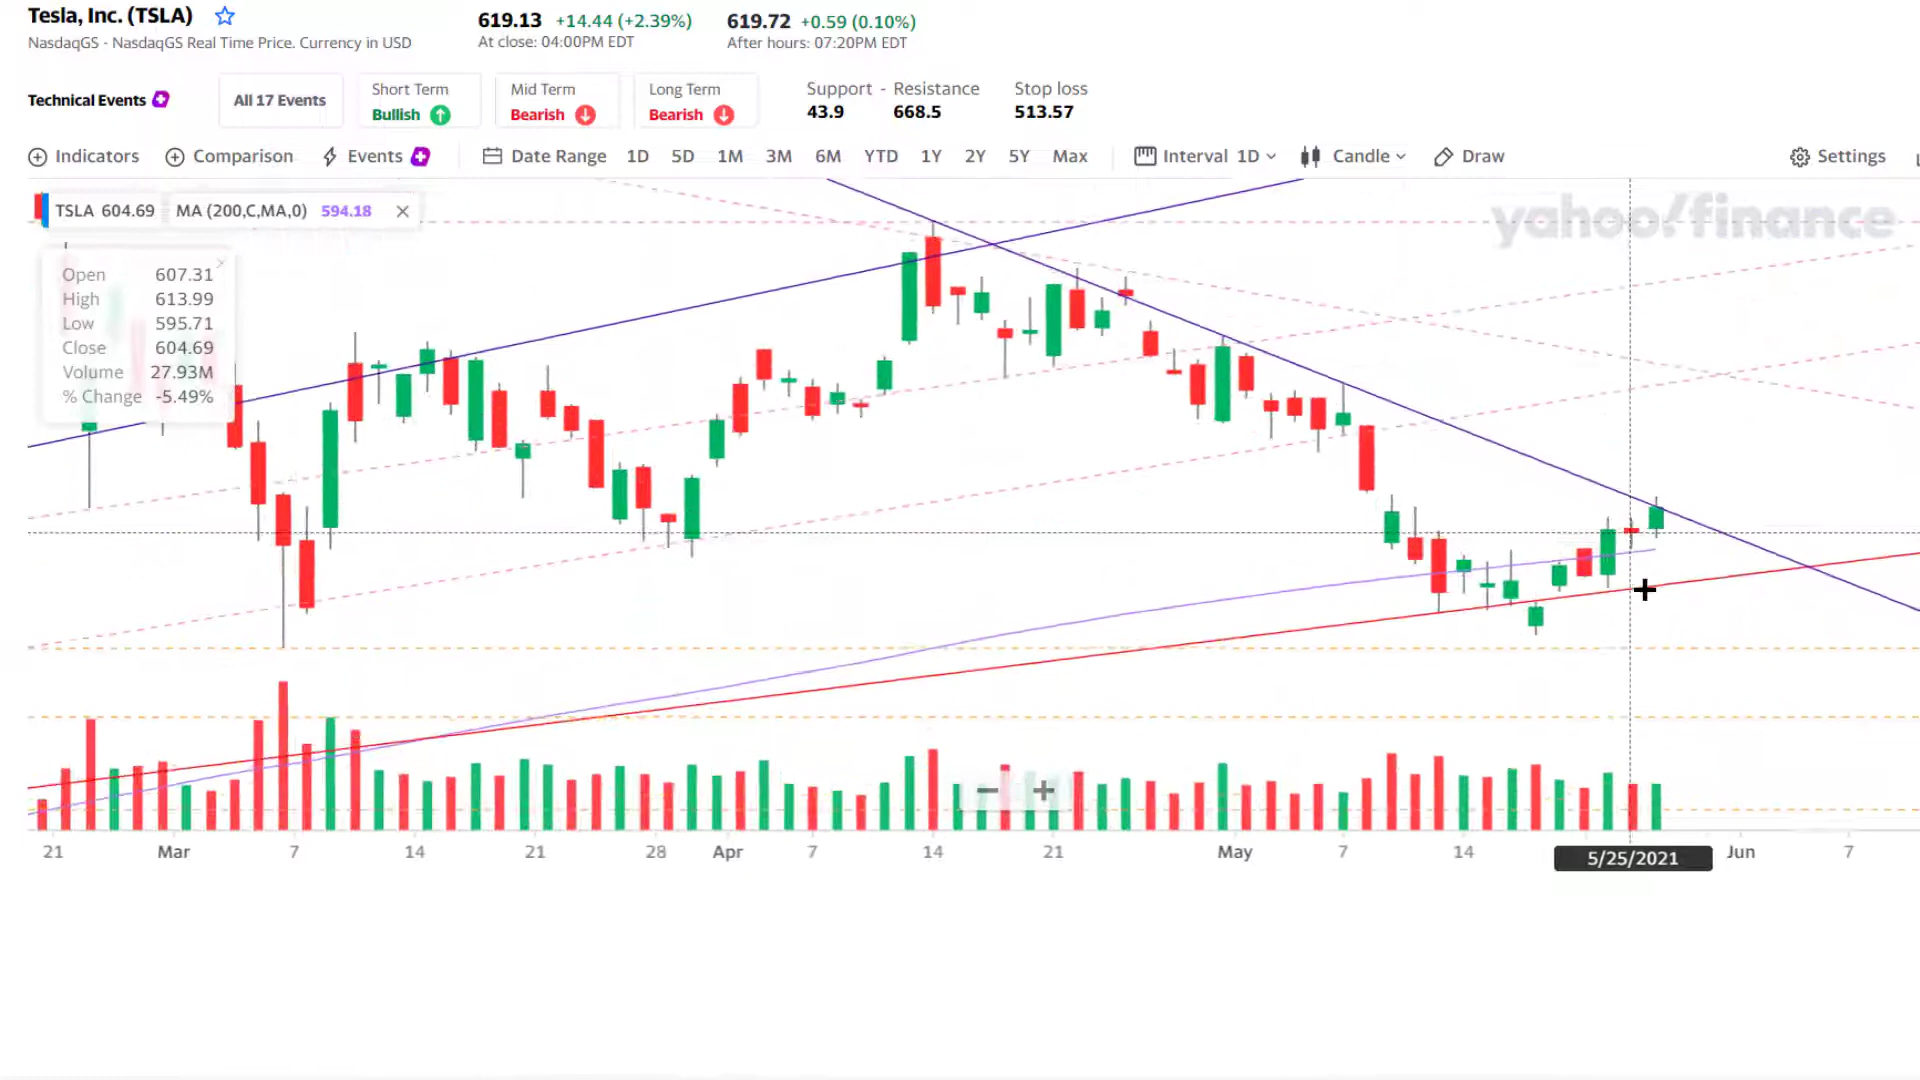 Tesla, Inc. (TSLA)
619.13 +14.44 (+2.39%) 619.72 +0.59 (0.10%)
NasdaqGS - NasdaqGS Real Time Price. Currency in USD At close: 04:00PM EDT After hours: 07:20PM EDT
Technical Events All 17 Events
Short Term
Bullish
Mid Term
Bearish
Long Term
Bearish
Support - Resistance
43.9 668.5
Stop loss
513.57
Indicators Comparison Events Date Range 1D 5D 1M 3M 6M YTD 1Y 2Y 5Y Max Interval 1D Candle Draw Settings
TSLA 604.69 MA (200,C,MA,0) 594.18
yahoo!finance
Open 607.31
High 613.99
Low 595.71
Close 604.69
Volume 27.93M
% Change -5.49%
21 Mar 7 14 21 28 Apr 7 14 21 May 7 14 5/25/2021 Jun 7